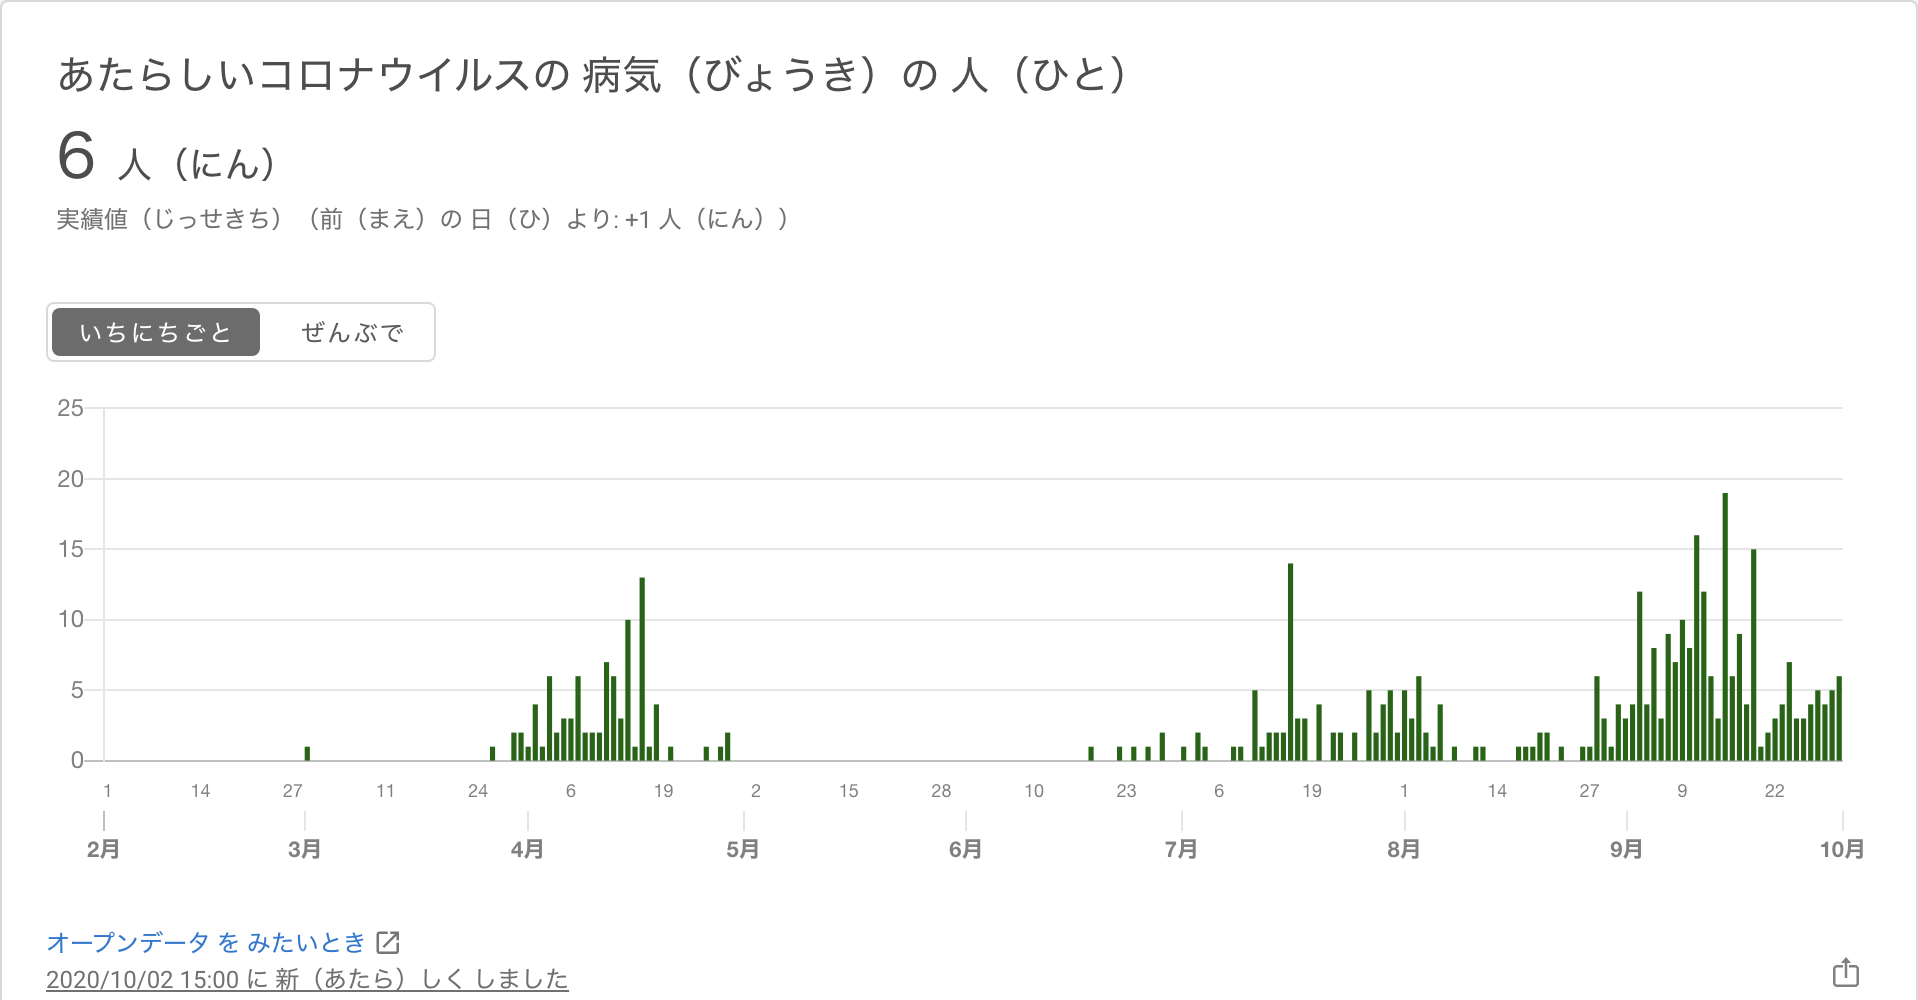 あたらしいコロナウイルスの 病気（びょうき）の 人（ひと）
6 人（にん）
実績値（じっせきち）（前（まえ）の 日（ひ）より: +1 人（にん））
いちにちごと ぜんぶで
25
20
15
10
5
0
1 14 27 11 24 6 19 2 15 28 10 23 6 19 1 14 27 9 22
2月 3月 4月 5月 6月 7月 8月 9月 10月
オープンデータ を みたいとき
2020/10/02 15:00 に 新（あたら）しく しました